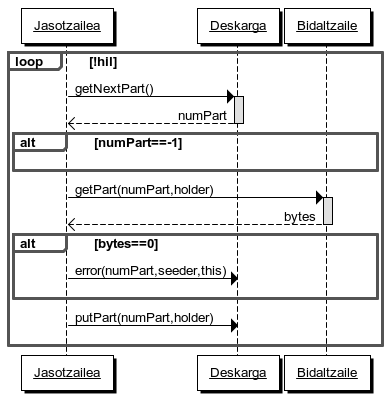 Jasotzailea Deskarga Bidaltzaile
loop [!hil]
getNextPart()
numPart
alt [numPart==-1]
getPart(numPart,holder)
bytes
alt [bytes==0]
error(numPart,seeder,this)
putPart(numPart,holder)
Jasotzailea Deskarga Bidaltzaile